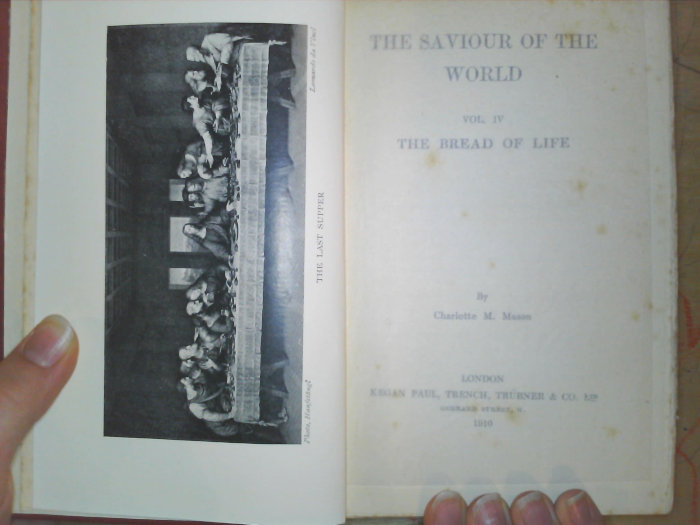 Leonardo da Vinci
THE LAST SUPPER
Photo, Hanfstaengl
THE SAVIOUR OF THE
WORLD
VOL. IV
THE BREAD OF LIFE
By
Charlotte M. Mason
LONDON
KEGAN PAUL, TRENCH, TRÜBNER & CO. LTD
GERRARD STREET, W.
1910